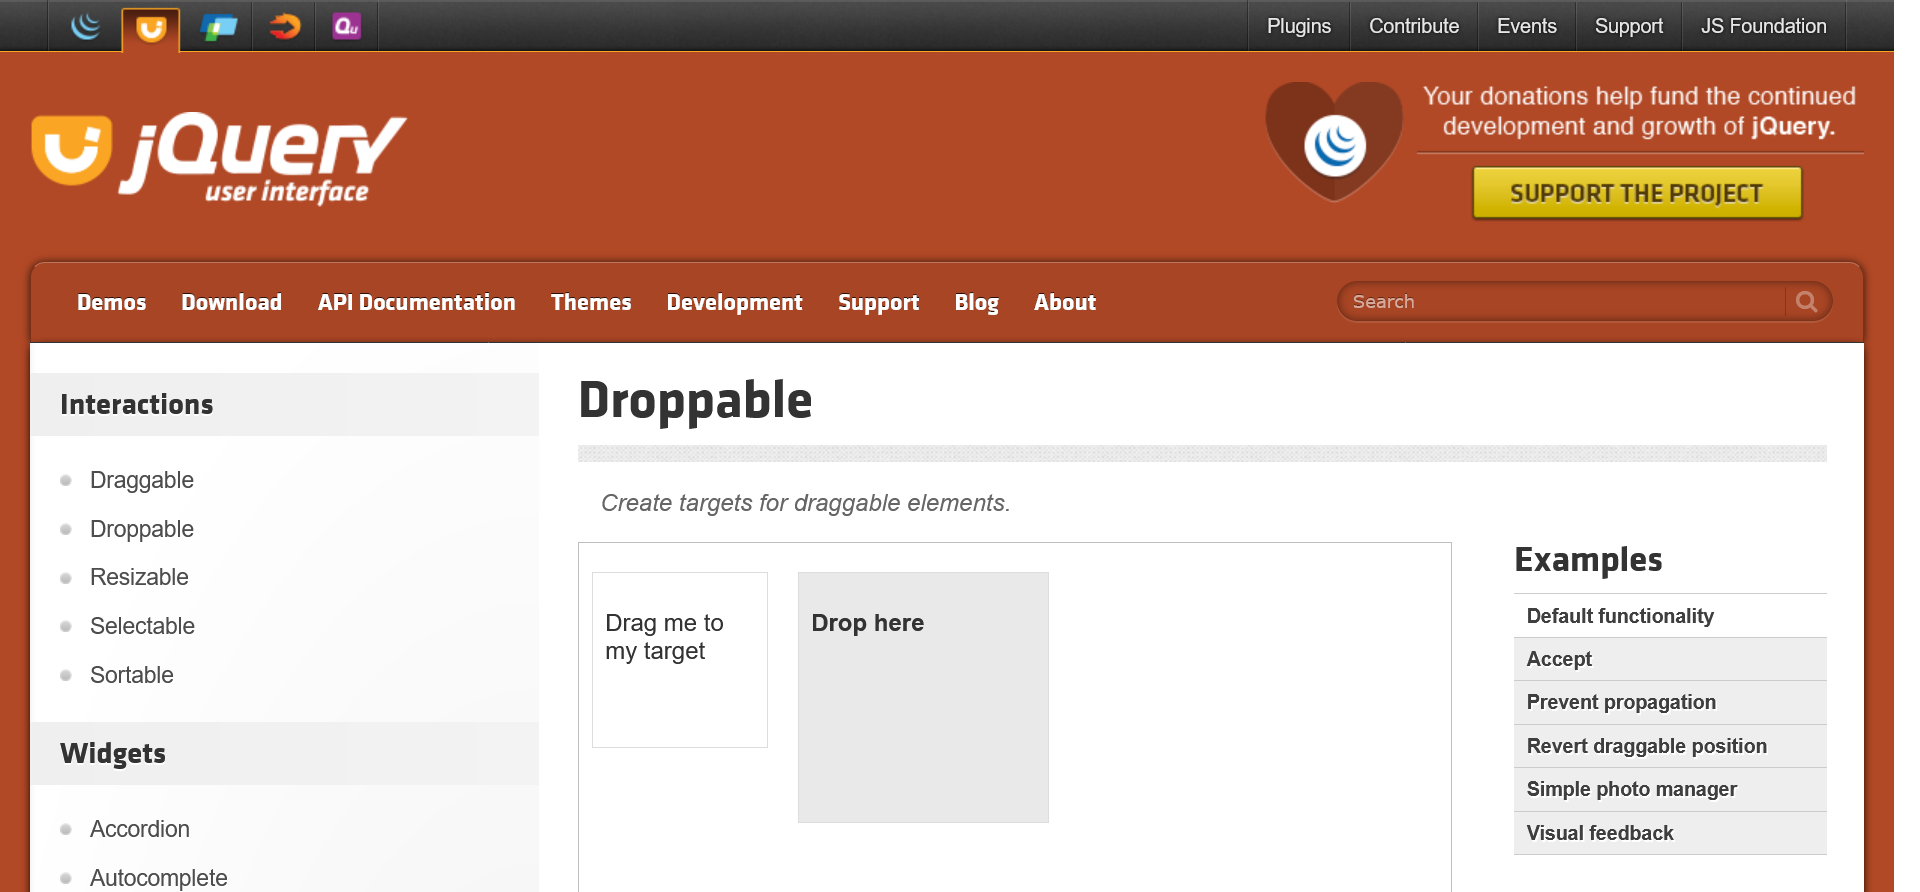 Qu
Plugins
Contribute
Events
Support
JS Foundation
jQuery
user interface
Your donations help fund the continued
development and growth of jQuery.
SUPPORT THE PROJECT
Demos
Download
API Documentation
Themes
Development
Support
Blog
About
Search
Interactions
Draggable
Droppable
Resizable
Selectable
Sortable
Widgets
Accordion
Autocomplete
Droppable
Create targets for draggable elements.
Drag me to
my target
Drop here
Examples
Default functionality
Accept
Prevent propagation
Revert draggable position
Simple photo manager
Visual feedback